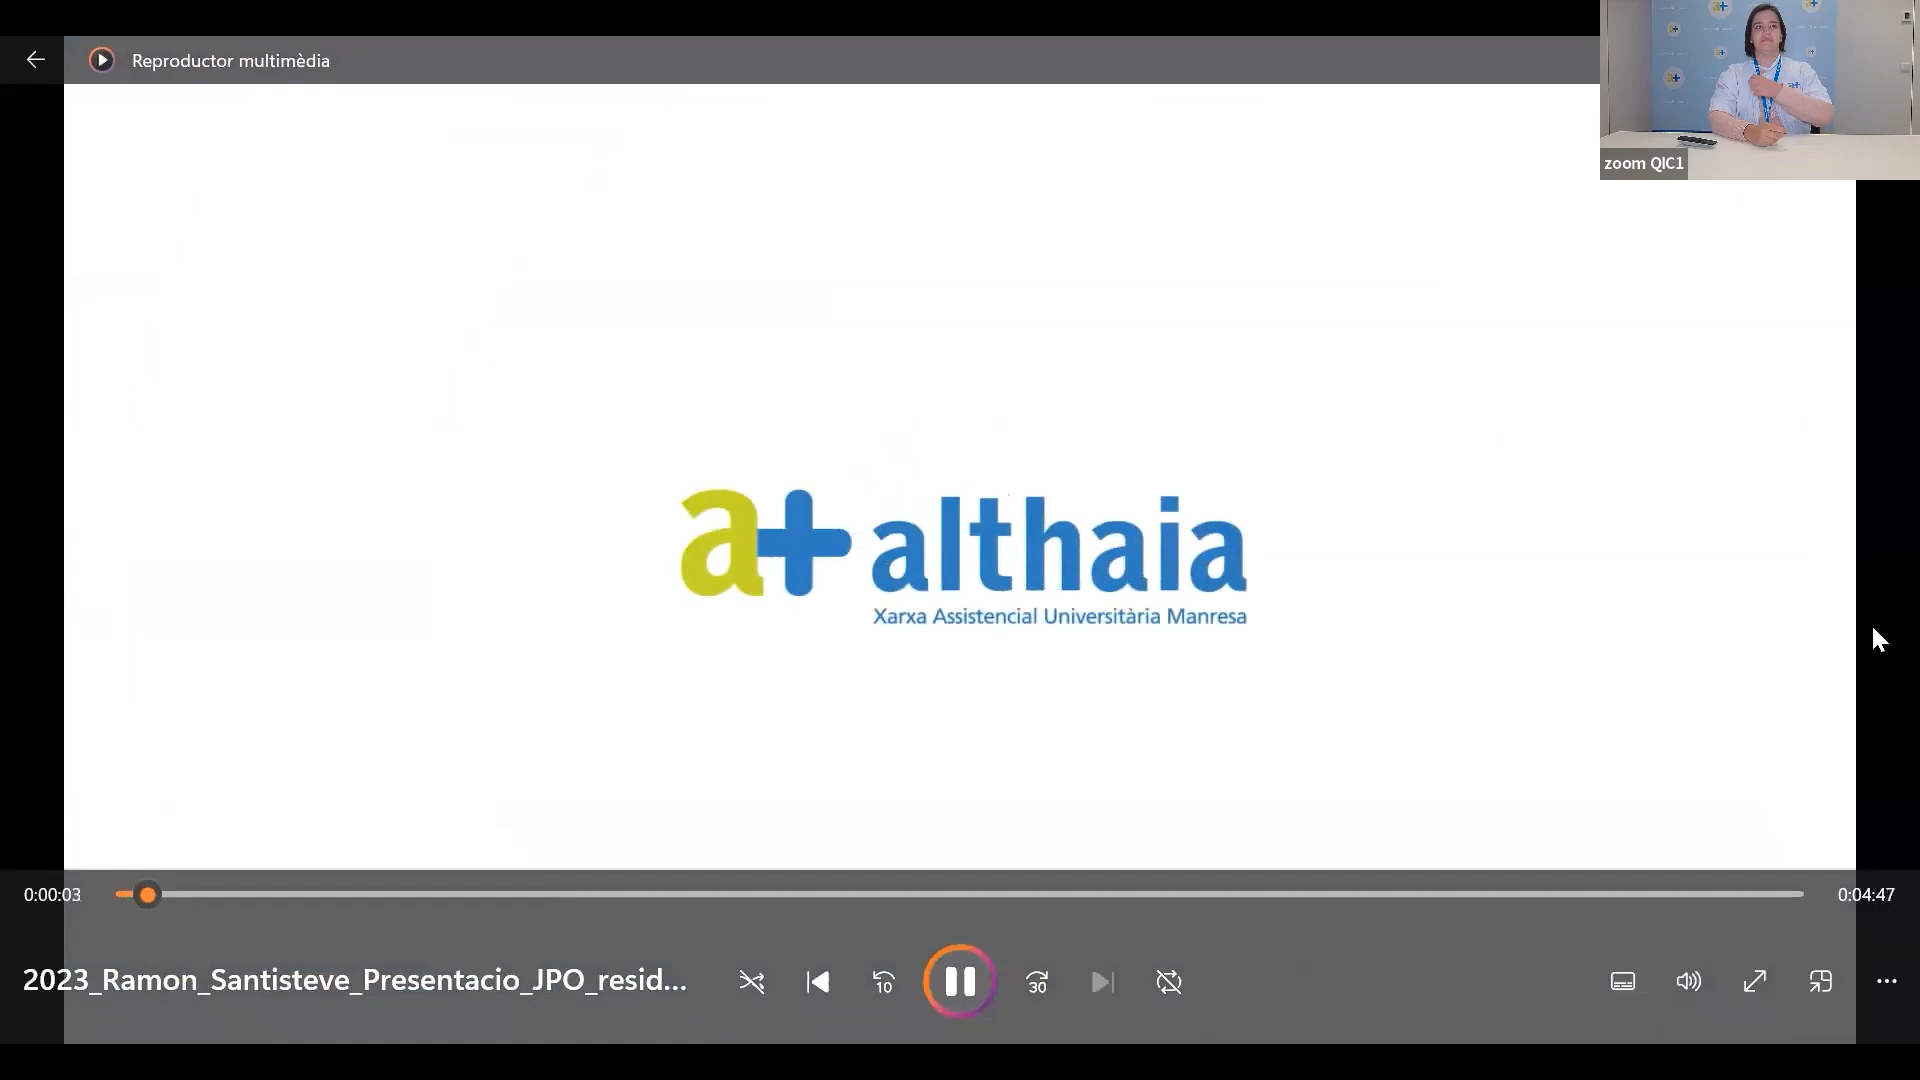 Reproductor multimèdia
zoom QIC1
a+ althaia
Xarxa Assistencial Universitària Manresa
0:00:03
0:04:47
2023_Ramon_Santisteve_Presentacio_JPO_resid...
10
30